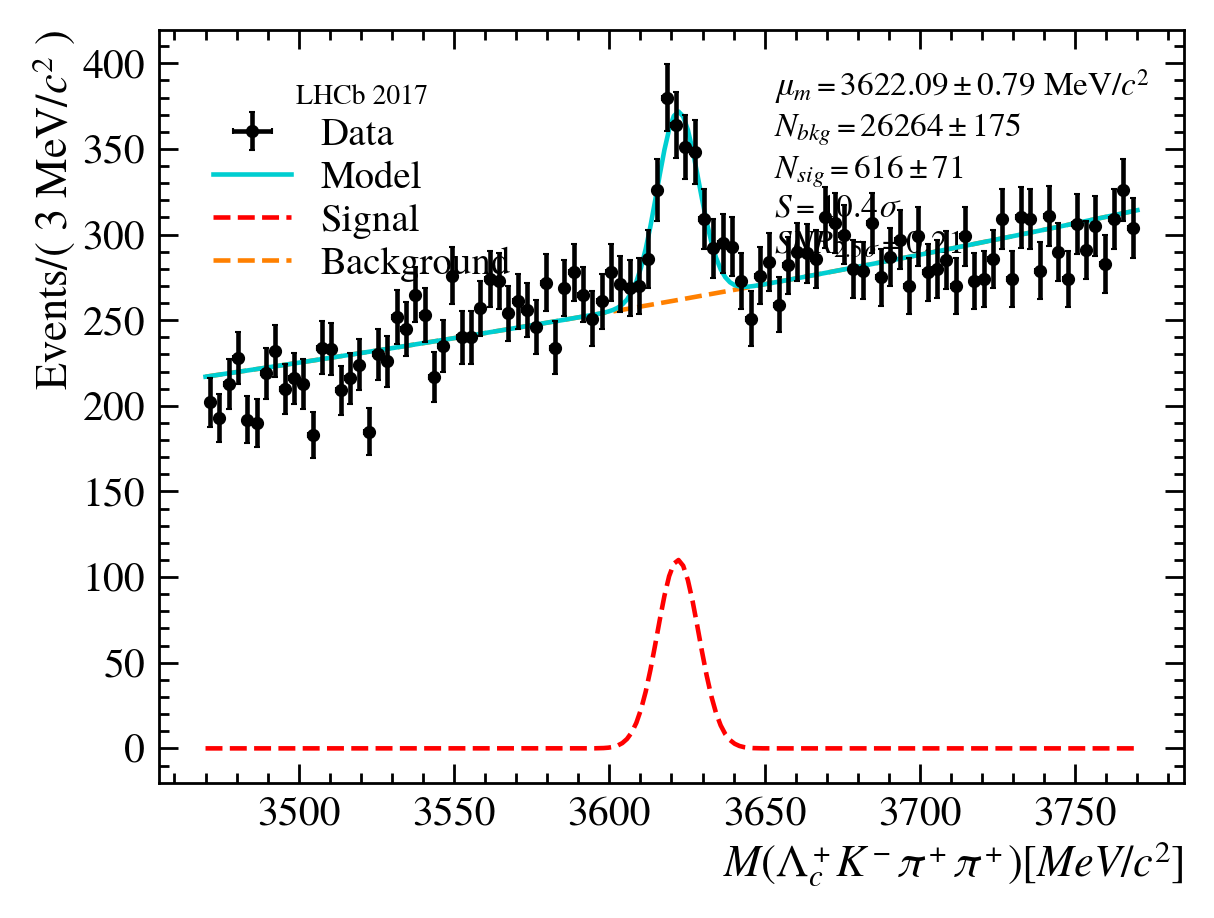 Events/( 3 MeV/c²)
400
350
300
250
200
150
100
50
0
LHCb 2017
Data
Model
Signal
Background
μ_m = 3622.09 ± 0.79 MeV/c²
N_bkg = 26264 ± 175
N_sig = 616 ± 71
S = 10.4σ
3500 3550 3600 3650 3700 3750
M(Λ_c⁺K⁻π⁺π⁺)[MeV/c²]